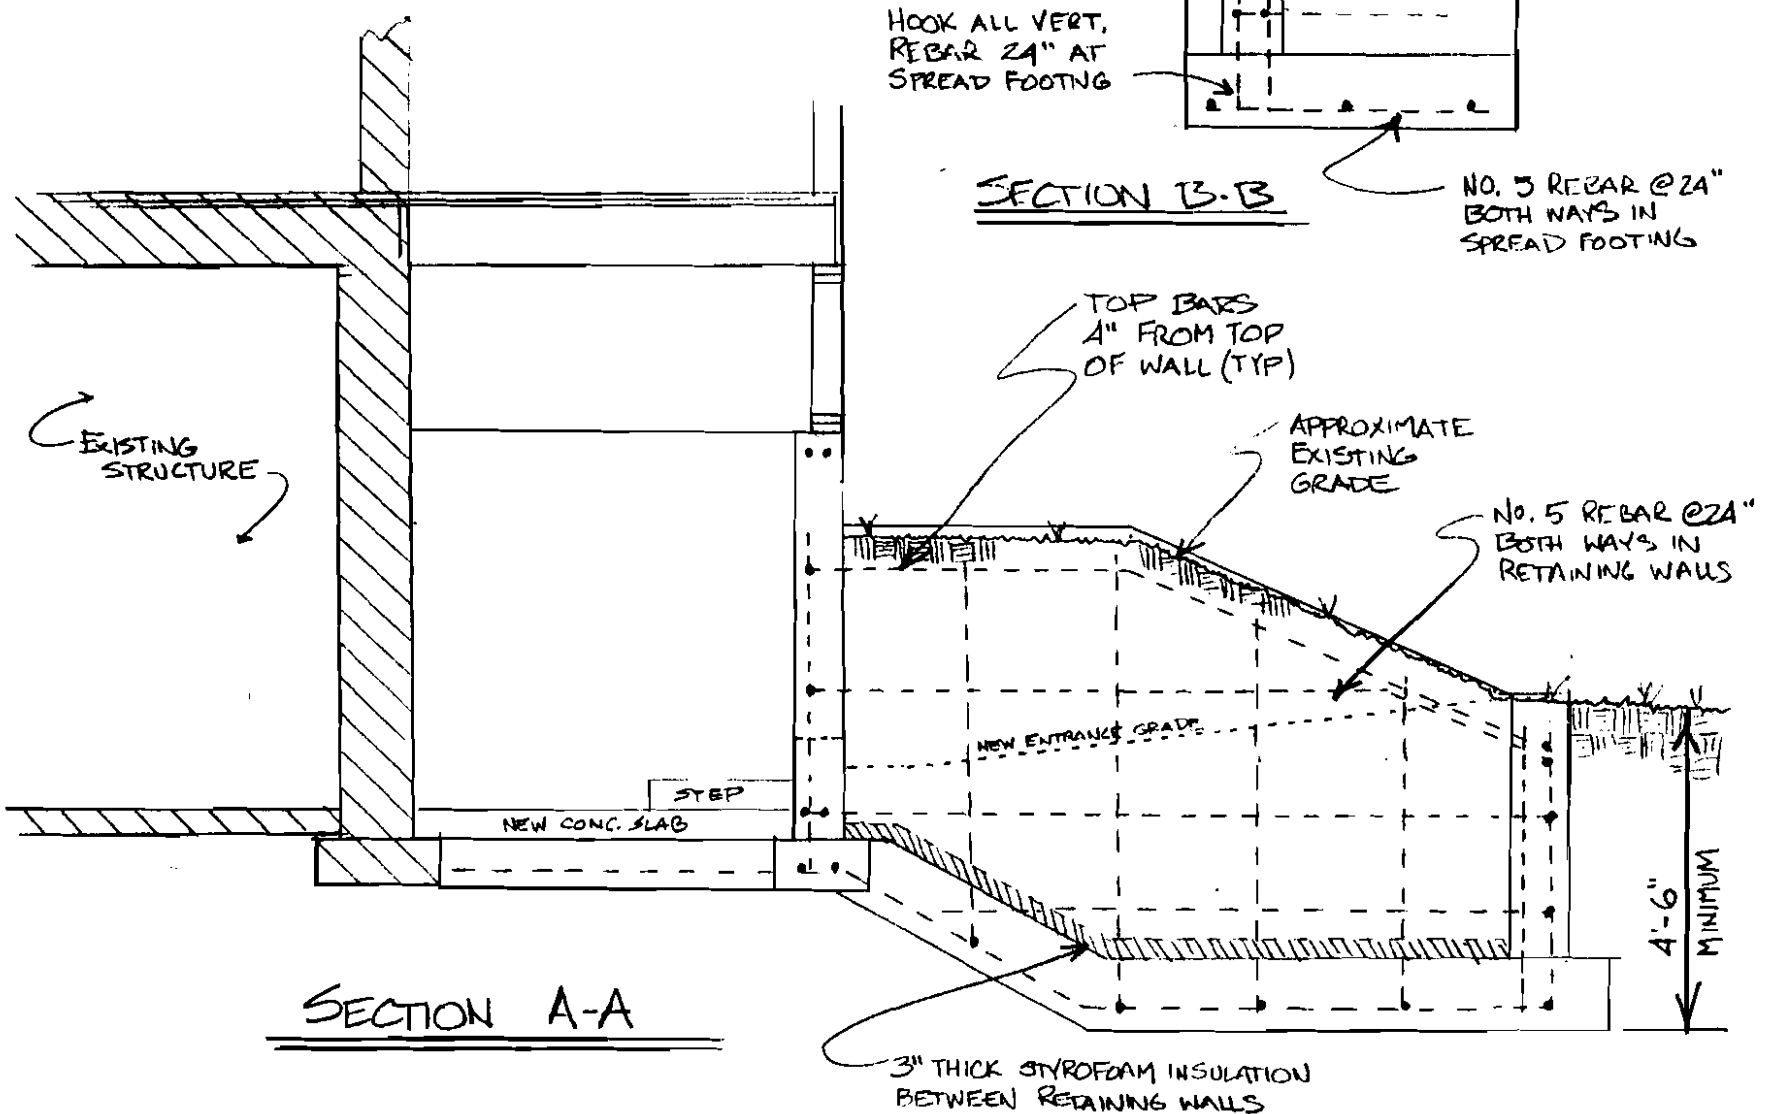 HOOK ALL VERT.
REBAR 24" AT
SPREAD FOOTNG
SECTION B-B
NO. 5 REBAR @24"
BOTH WAYS IN
SPREAD FOOTING
TOP BARS
4" FROM TOP
OF WALL (TYP)
EXISTING
STRUCTURE
APPROXIMATE
EXISTING
GRADE
NO. 5 REBAR @24"
BOTH WAYS IN
RETAINING WALLS
NEW ENTRANCE GRADE
STEP
NEW CONC. SLAB
4'-6"
MINIMUM
SECTION A-A
3" THICK STYROFOAM INSULATION
BETWEEN RETAINING WALLS